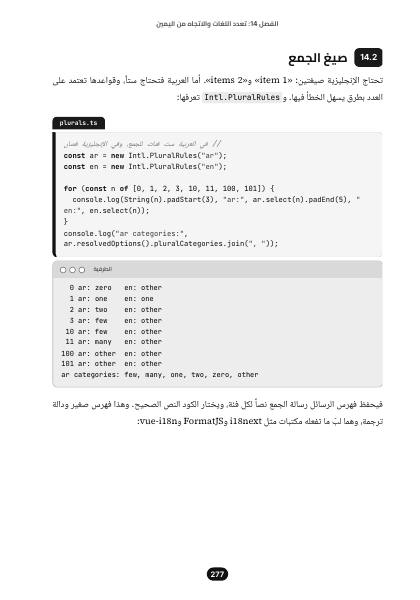 الفصل 14: تعدد اللغات والاتجاه من اليمين
14.2 صيغ الجمع
تحتاج الإنجليزية صيغتين: «1 item» و«2 items». أما العربية فتحتاج ستاً، وقواعدها تعتمد على
العدد بطرق يسهل الخطأ فيها. و Intl.PluralRules تعرفها:
plurals.ts
// في العربية ست فئات للجمع، وفي الإنجليزية فئتان
const ar = new Intl.PluralRules("ar");
const en = new Intl.PluralRules("en");
for (const n of [0, 1, 2, 3, 10, 11, 100, 101]) {
console.log(String(n).padStart(3), "ar:", ar.select(n).padEnd(5), "
en:", en.select(n));
}
console.log("ar categories:",
ar.resolvedOptions().pluralCategories.join(", "));
الطرفية
0 ar: zero en: other
1 ar: one en: one
2 ar: two en: other
3 ar: few en: other
10 ar: few en: other
11 ar: many en: other
100 ar: other en: other
101 ar: other en: other
ar categories: few, many, one, two, zero, other
فيحفظ فهرس الرسائل رسالة الجمع نصاً لكل فئة، ويختار الكود النص الصحيح. وهذا فهرس صغير ودالة
ترجمة، وهما لبّ ما تفعله مكتبات مثل i18next وFormatJS وvue-i18n:
277